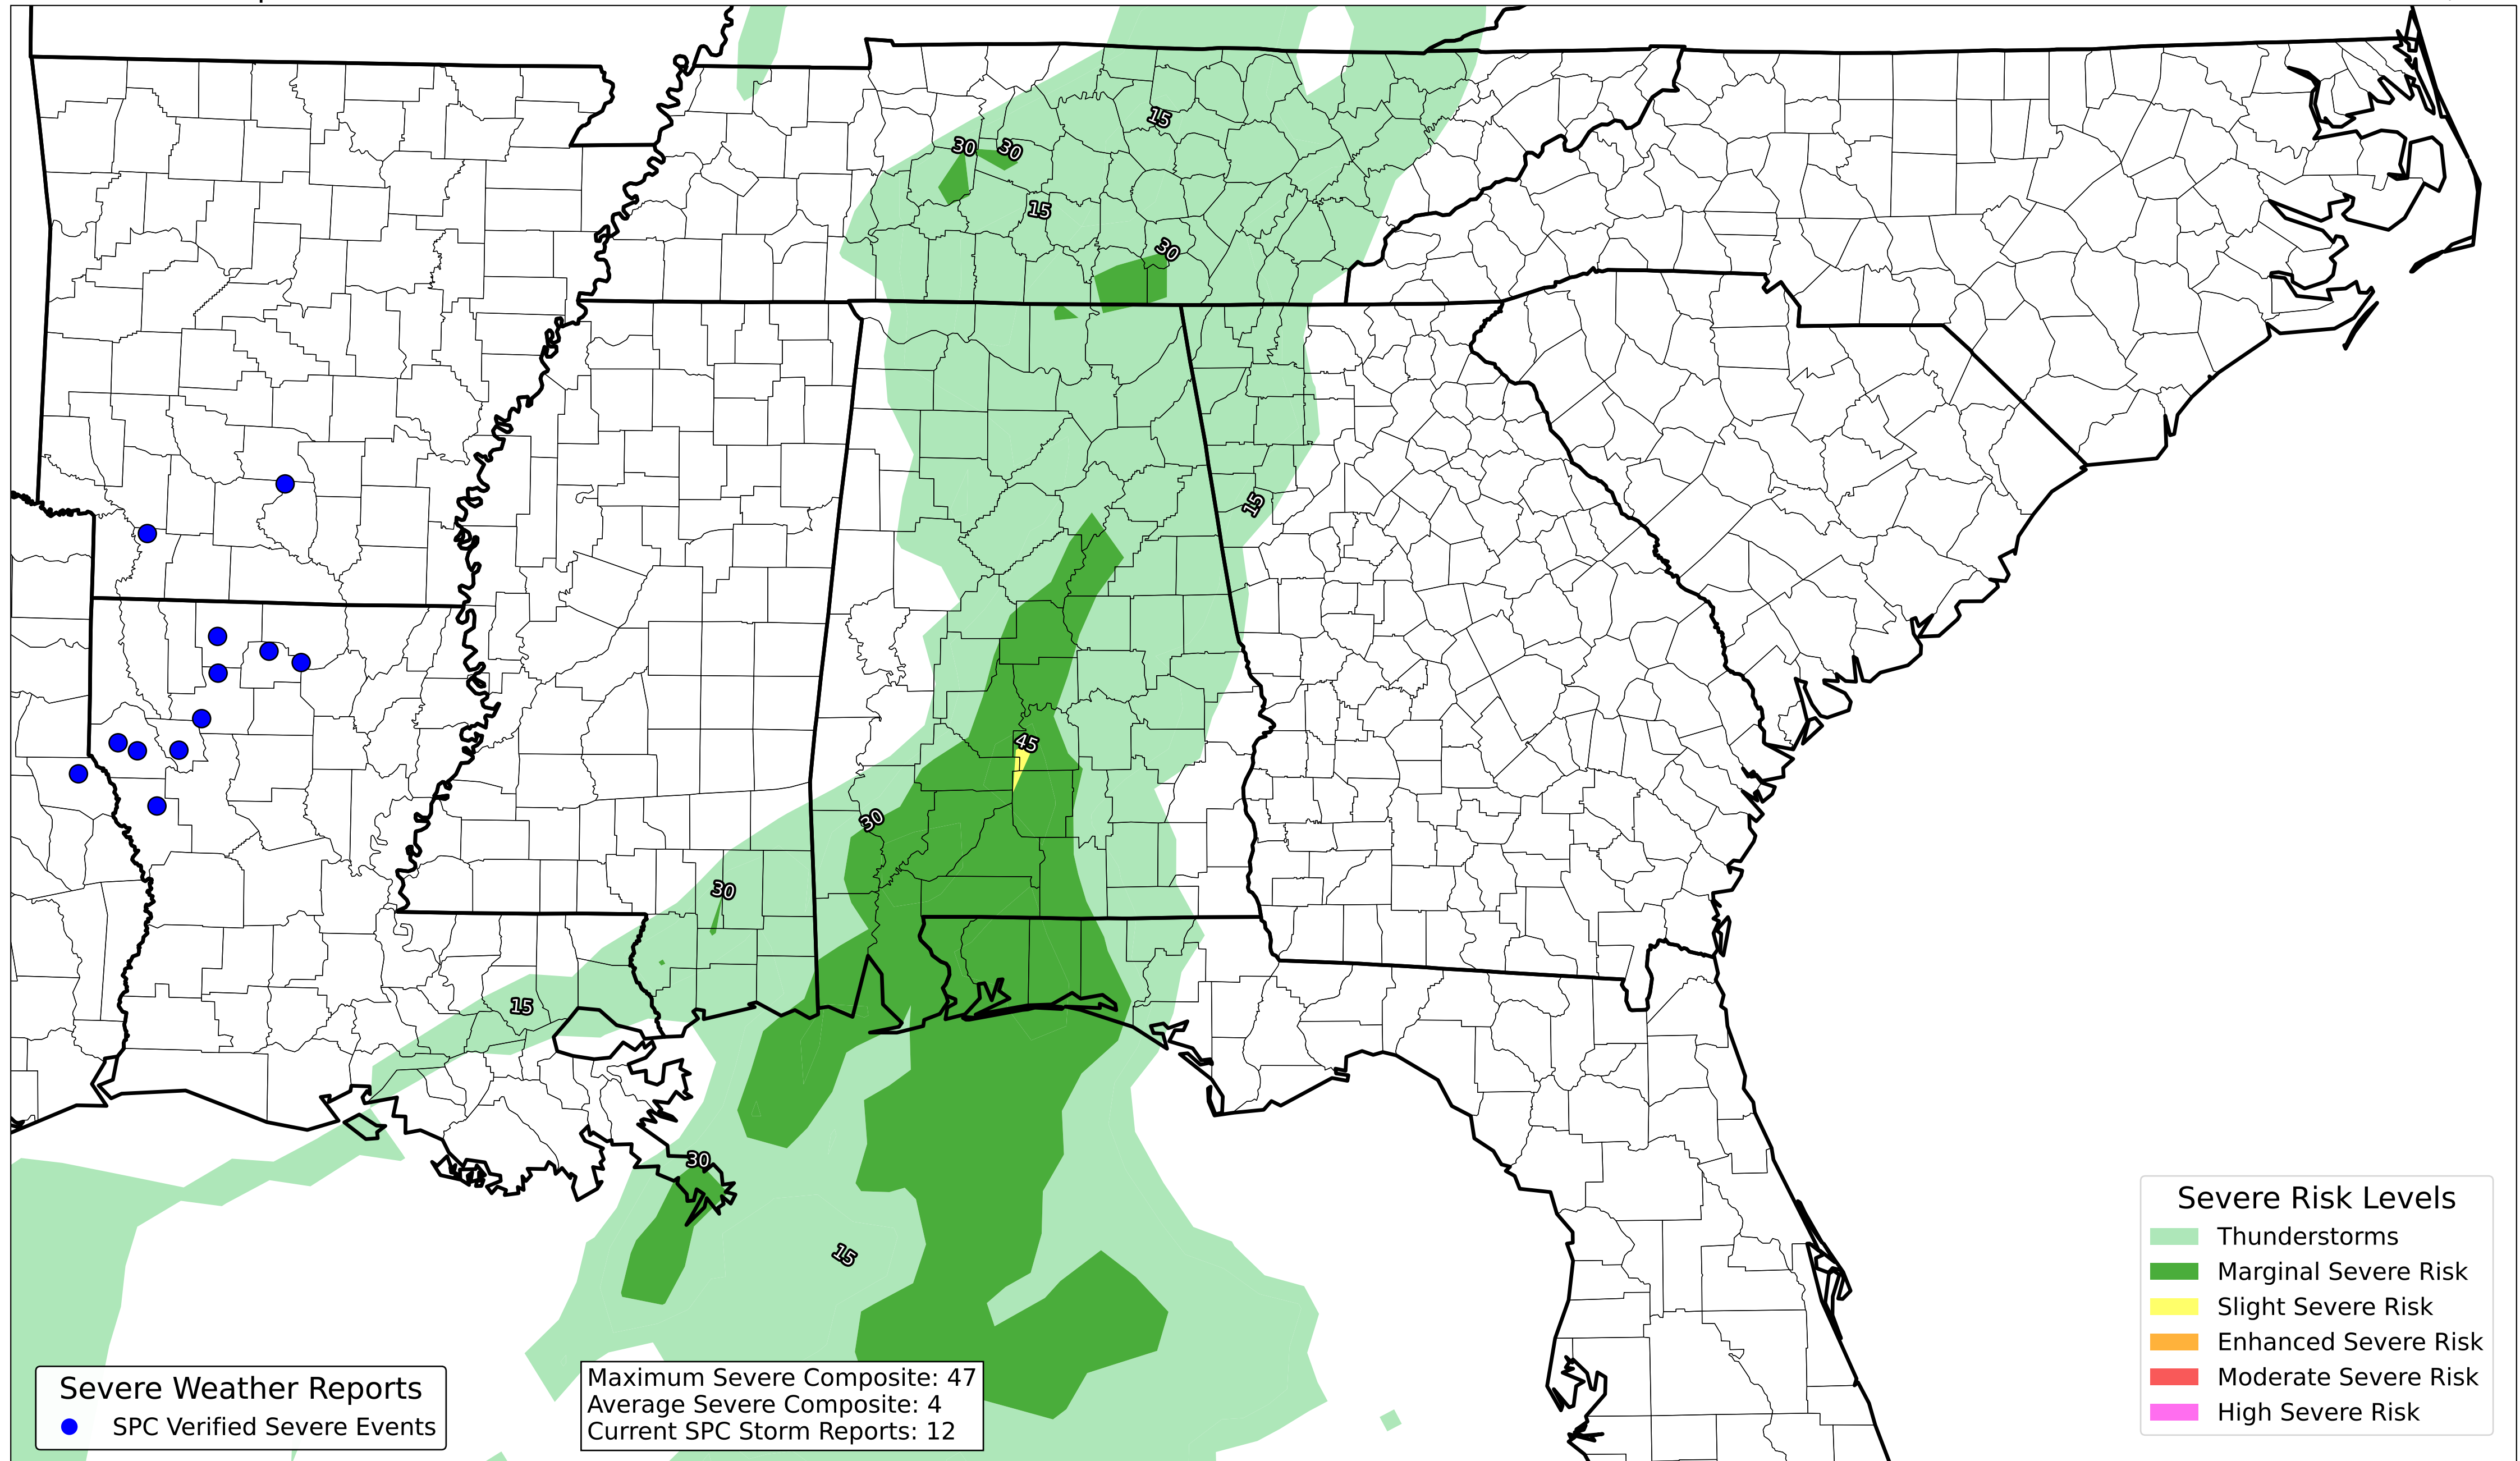 15
30
30
15
30
15
45
30
30
15
30
15
Severe Risk Levels
Thunderstorms
Marginal Severe Risk
Slight Severe Risk
Enhanced Severe Risk
Moderate Severe Risk
High Severe Risk
Severe Weather Reports
SPC Verified Severe Events
Maximum Severe Composite: 47
Average Severe Composite: 4
Current SPC Storm Reports: 12